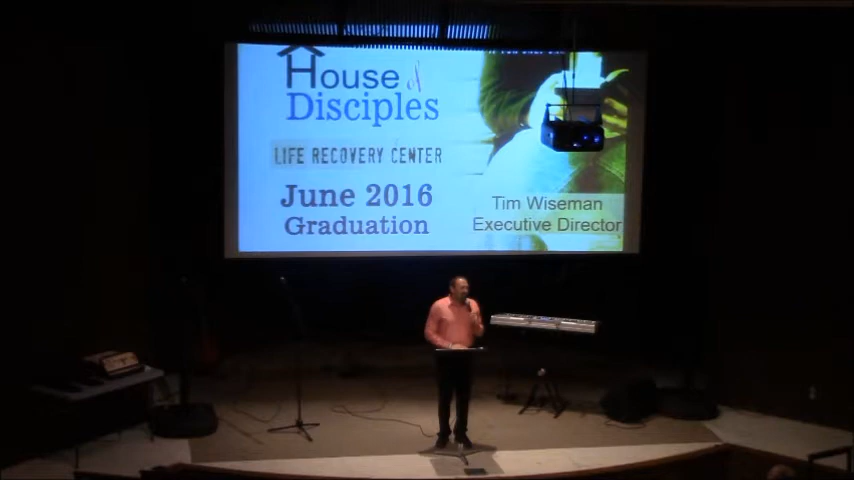 House of
Disciples
LIFE RECOVERY CENTER
June 2016
Graduation
Tim Wiseman
Executive Director